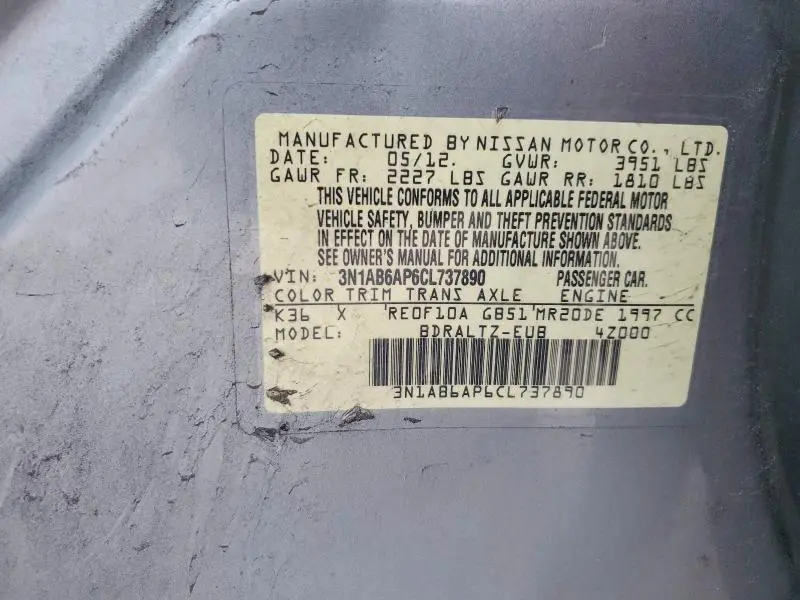 MANUFACTURED BY NISSAN MOTOR CO., LTD.
DATE: 05/12. GVWR: 3951 LBS
GAWR FR: 2227 LBS GAWR RR: 1810 LBS
THIS VEHICLE CONFORMS TO ALL APPLICABLE FEDERAL MOTOR
VEHICLE SAFETY, BUMPER AND THEFT PREVENTION STANDARDS
IN EFFECT ON THE DATE OF MANUFACTURE SHOWN ABOVE.
SEE OWNER'S MANUAL FOR ADDITIONAL INFORMATION.
VIN: 3N1AB6AP6CL737890 PASSENGER CAR.
COLOR TRIM TRANS AXLE ENGINE
K36 X RE0F10A GB51 MR20DE 1997 CC
MODEL: BDRALTZ-EUB 4Z000
3N1AB6AP6CL737890